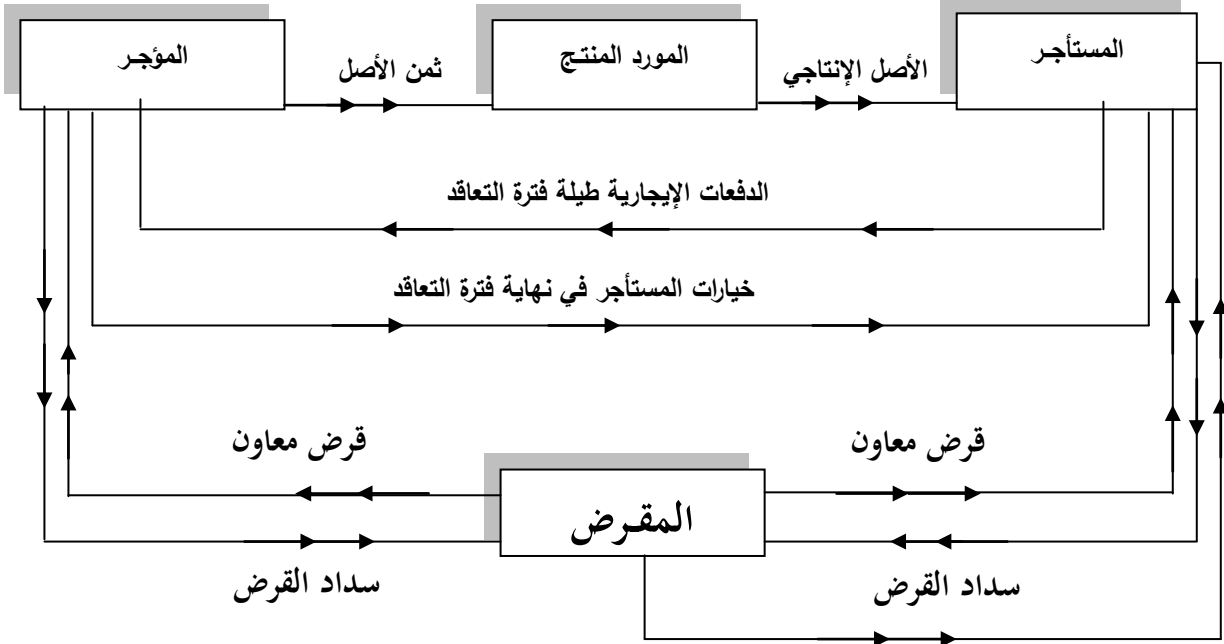 المستأجر
المورد المنتج
المؤجر
الأصل الإنتاجي
ثمن الأصل
الدفعات الإيجارية طيلة فترة التعاقد
خيارات المستأجر في نهاية فترة التعاقد
قرض معاون
قرض معاون
المقرض
سداد القرض
سداد القرض